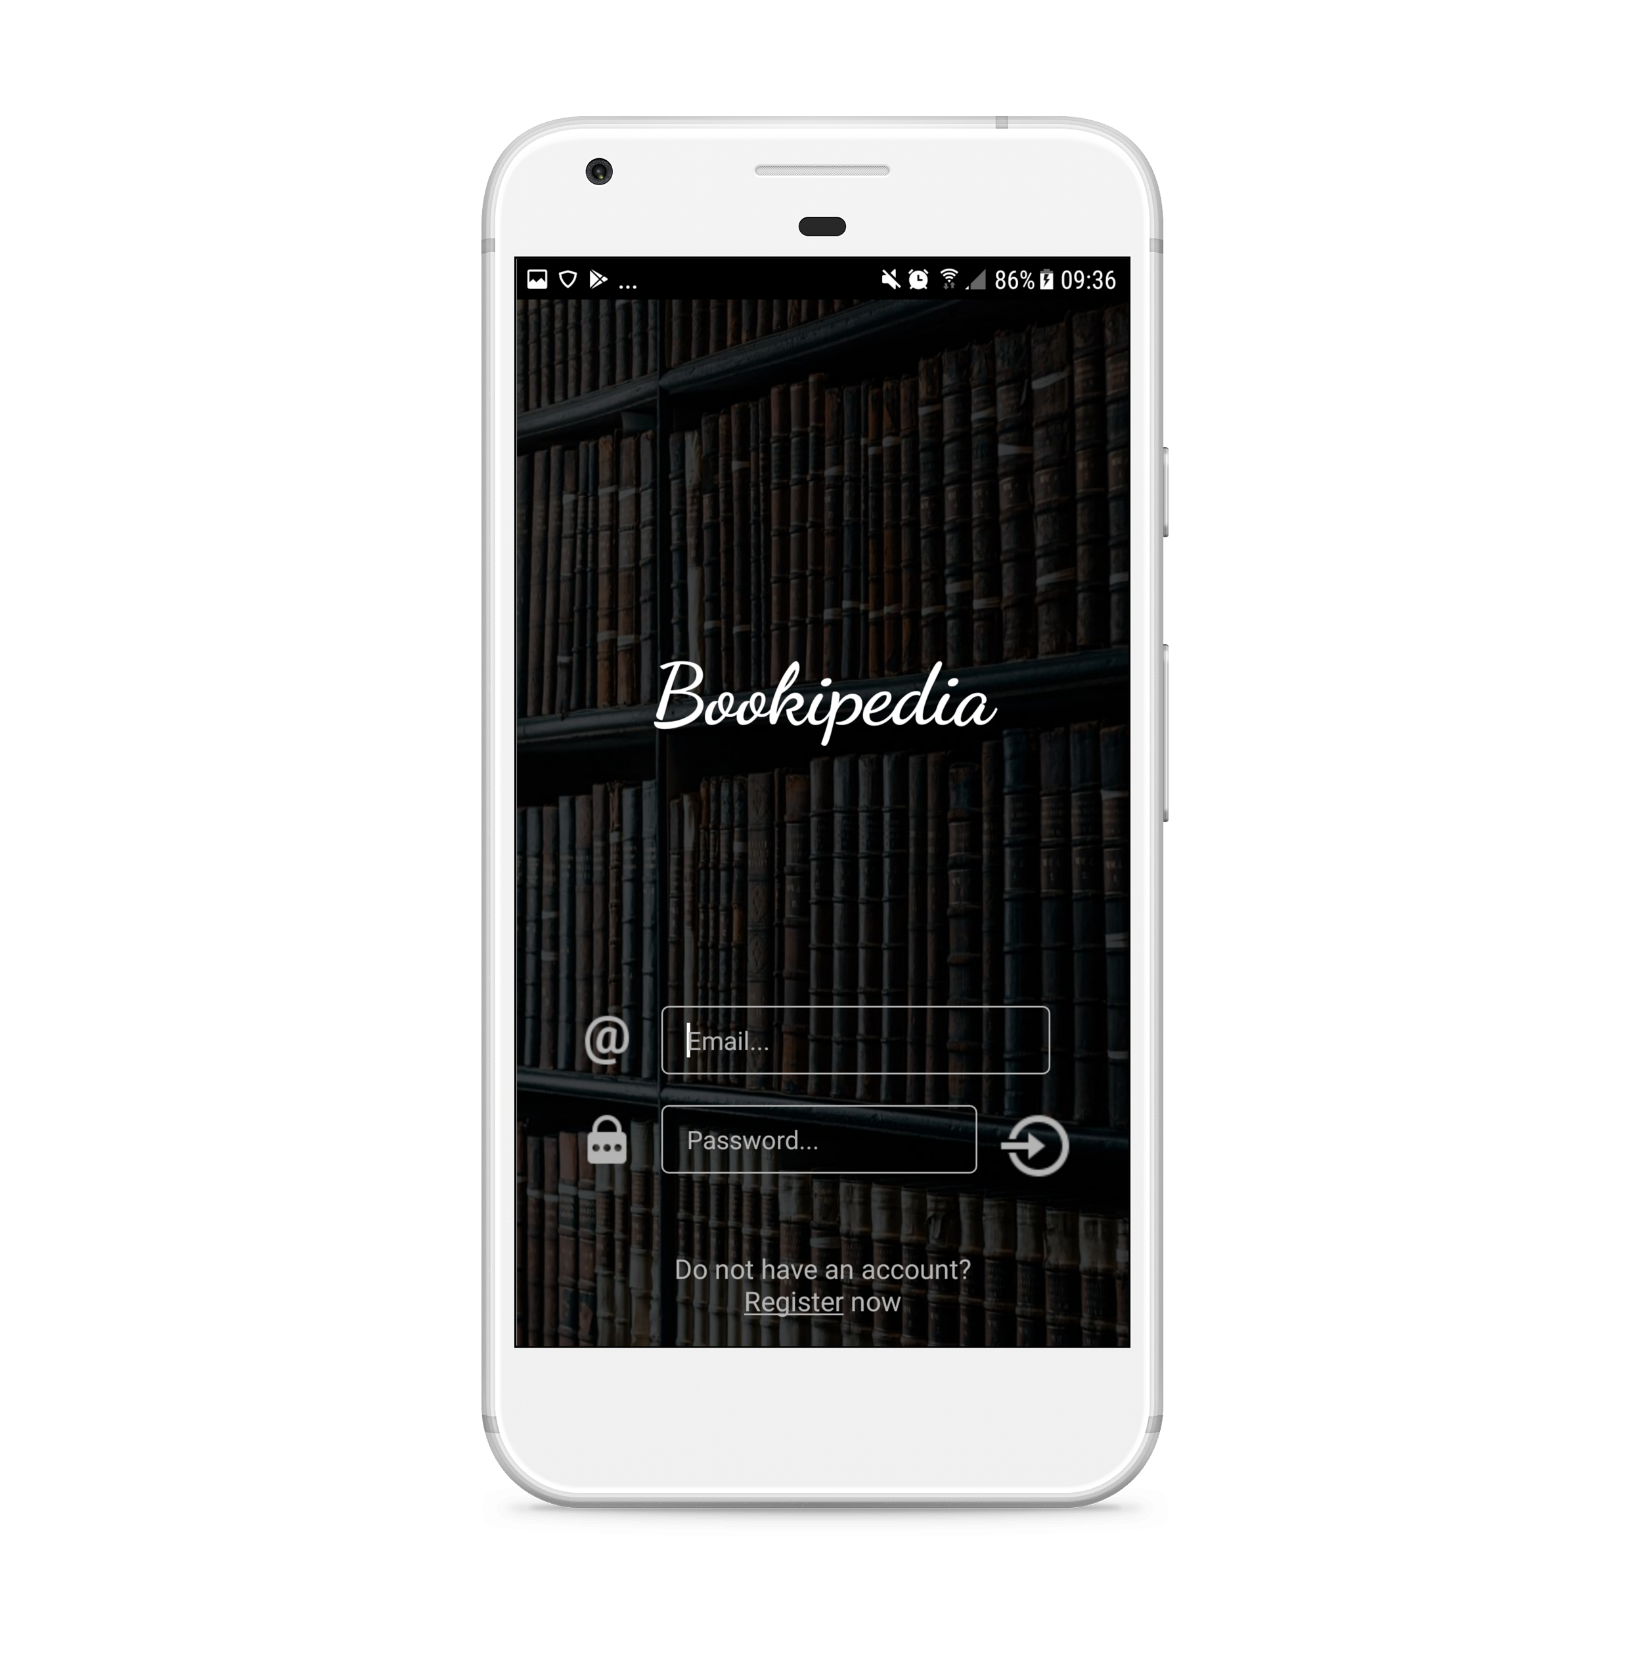 ... 86% 09:36
Bookipedia
@ Email...
Password...
Do not have an account?
Register now